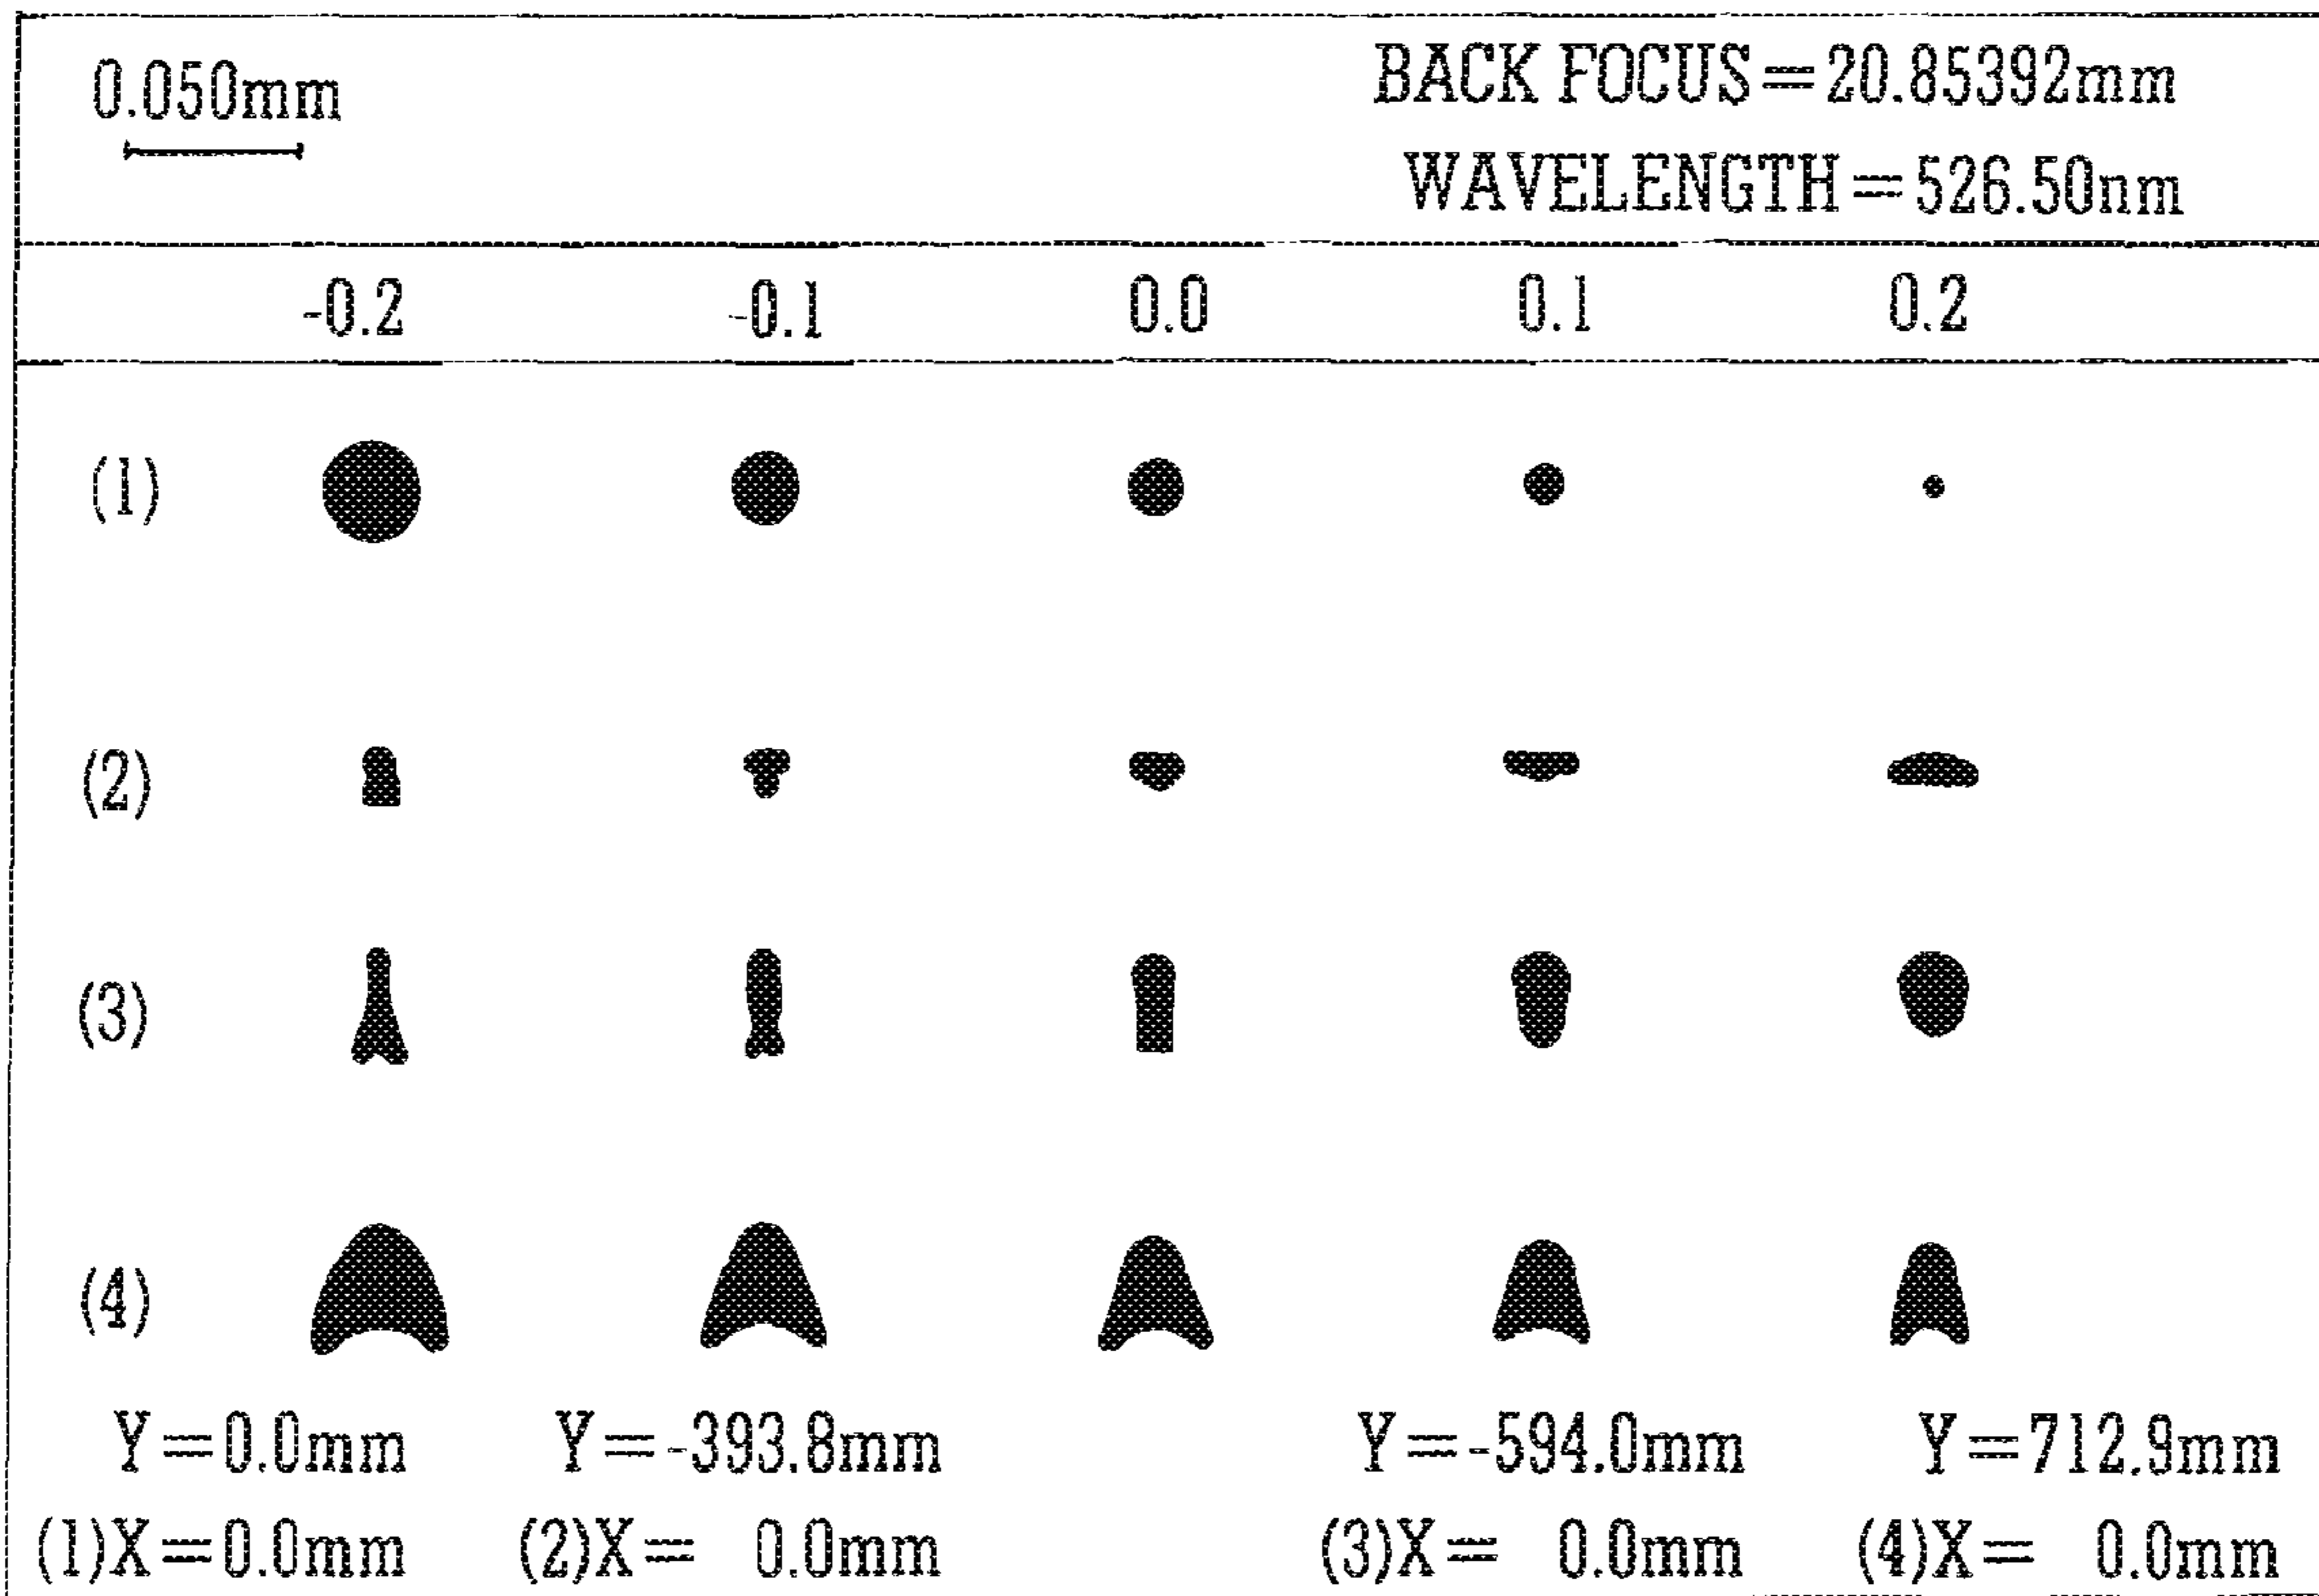 0.050mm
BACK FOCUS=20.85392mm
WAVELENGTH=526.50nm
-0.2 -0.1 0.0 0.1 0.2
(1)
(2)
(3)
(4)
Y=0.0mm Y=-393.8mm Y=-594.0mm Y=712.9mm
(1)X=0.0mm (2)X= 0.0mm (3)X= 0.0mm (4)X= 0.0mm